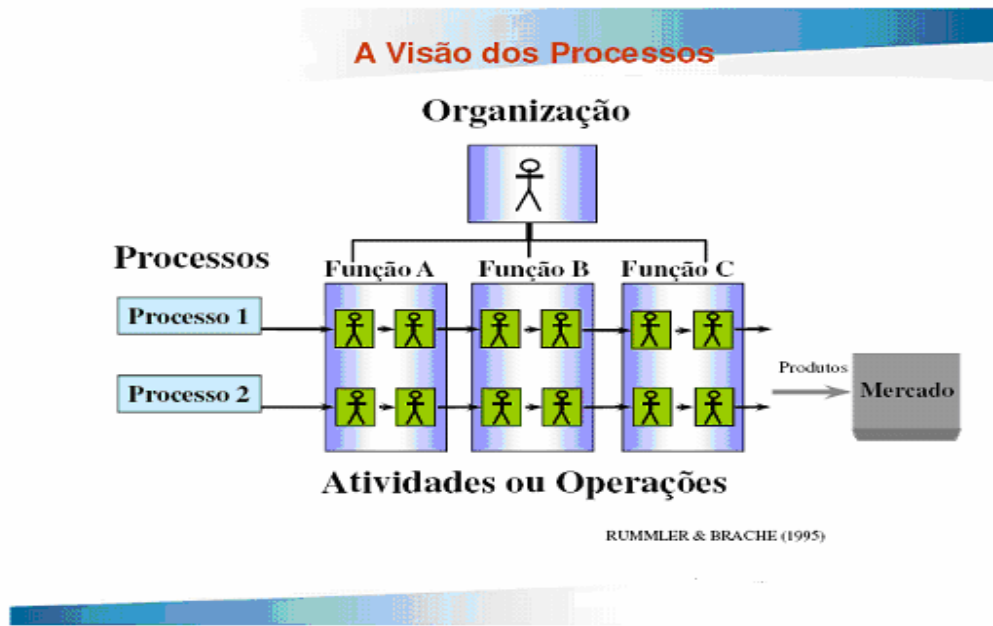 A Visão dos Processos
Organização
Processos
Função A
Função B
Função C
Processo 1
Processo 2
Produtos
Mercado
Atividades ou Operações
RUMMLER & BRACHE (1995)